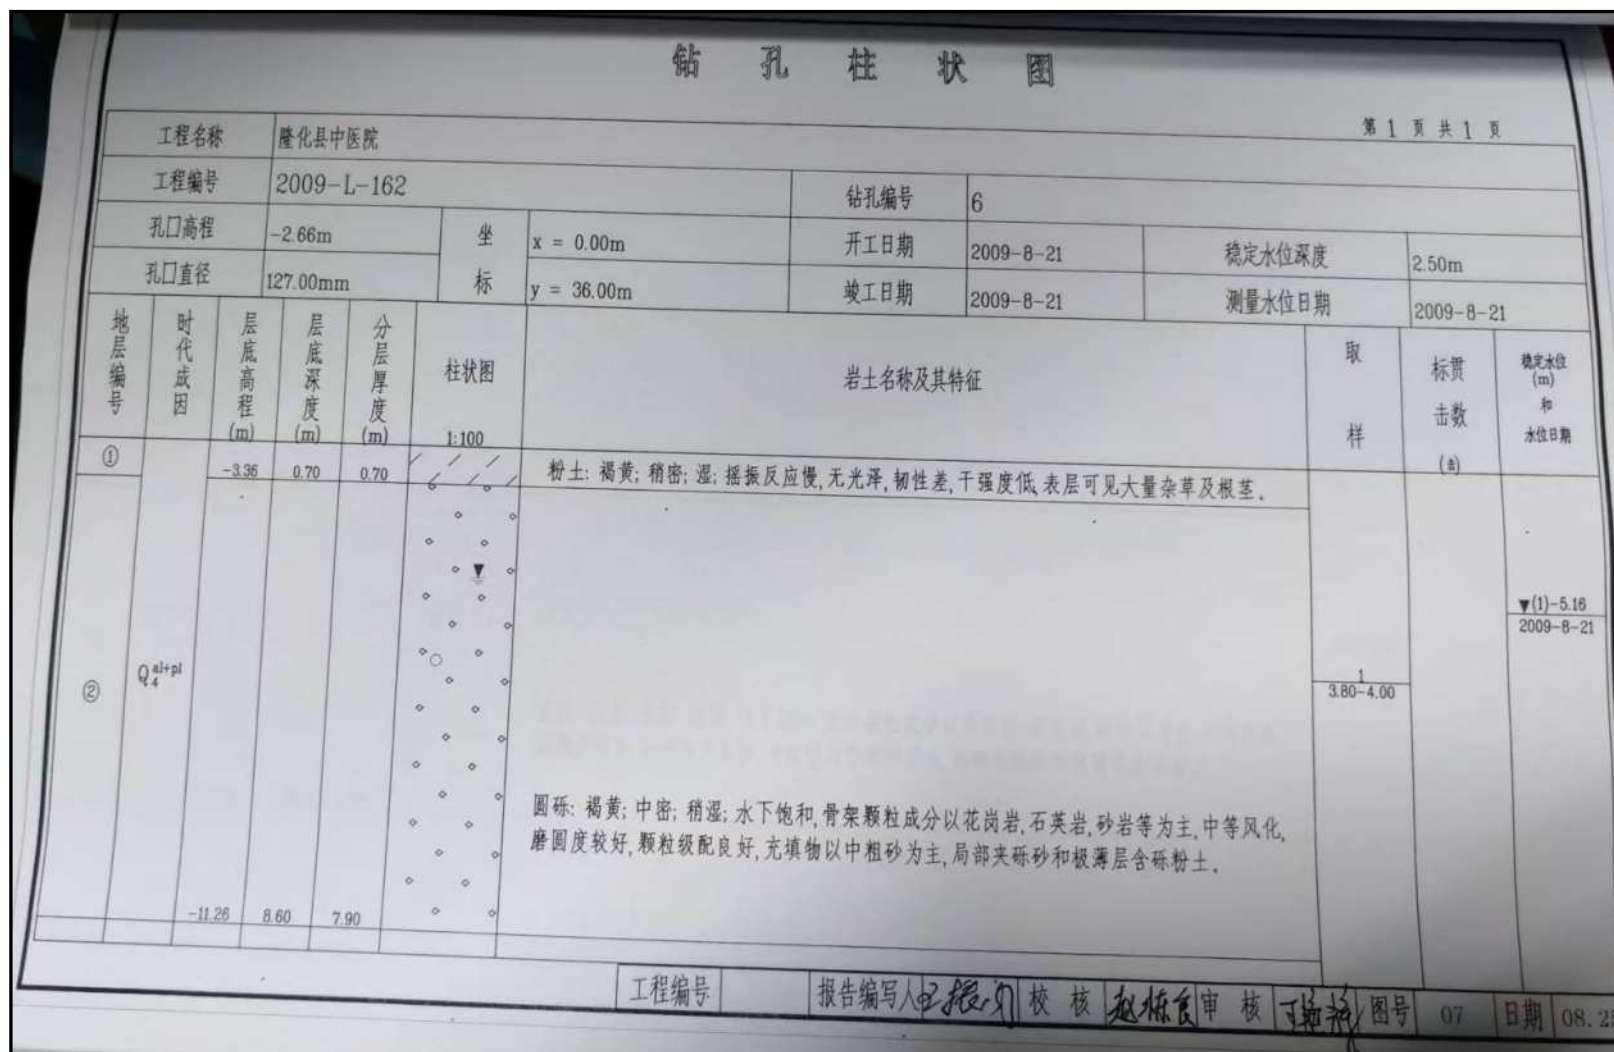 钻孔柱状图
第 1 页 共 1 页
工程名称 隆化县中医院
工程编号 2009-L-162 钻孔编号 6
孔口高程 -2.66m 坐标 x = 0.00m 开工日期 2009-8-21 稳定水位深度 2.50m
孔口直径 127.00mm y = 36.00m 竣工日期 2009-8-21 测量水位日期 2009-8-21
地层编号 时代成因 层底高程(m) 层底深度(m) 分层厚度(m) 柱状图 1:100 岩土名称及其特征 取样 标贯击数(击) 稳定水位(m)和水位日期
① -3.36 0.70 0.70 粉土: 褐黄; 稍密; 湿; 摇振反应慢,无光泽,韧性差,干强度低,表层可见大量杂草及根茎.
▼(1)-5.16
2009-8-21
② Q4al+pl
1
3.80-4.00
圆砾: 褐黄; 中密; 稍湿; 水下饱和,骨架颗粒成分以花岗岩,石英岩,砂岩等为主,中等风化,
磨圆度较好,颗粒级配良好,充填物以中粗砂为主,局部夹砾砂和极薄层含砾粉土.
-11.26 8.60 7.90
工程编号 报告编写人 校核 审核 图号 07 日期